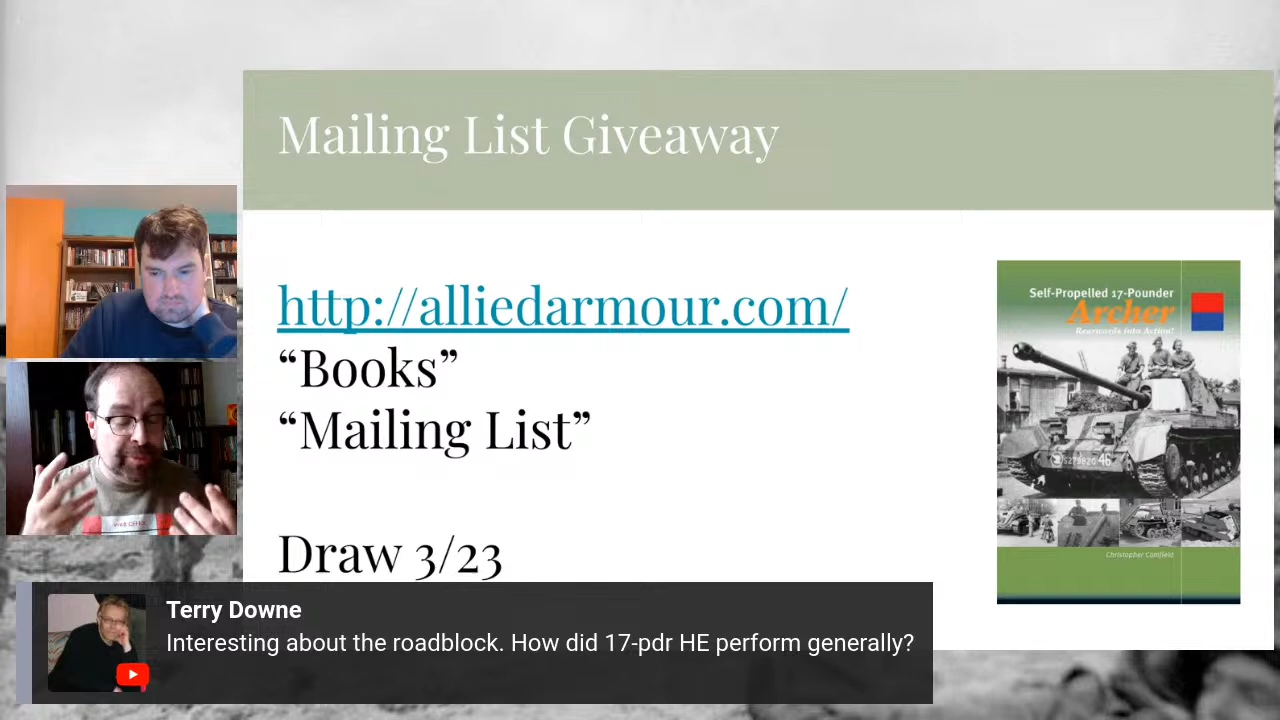 Mailing List Giveaway
http://alliedarmour.com/
“Books”
“Mailing List”
Draw 3/23
Self-Propelled 17-Pounder
Archer
Rearwards into Action!
Christopher Camfield
Terry Downe
Interesting about the roadblock. How did 17-pdr HE perform generally?